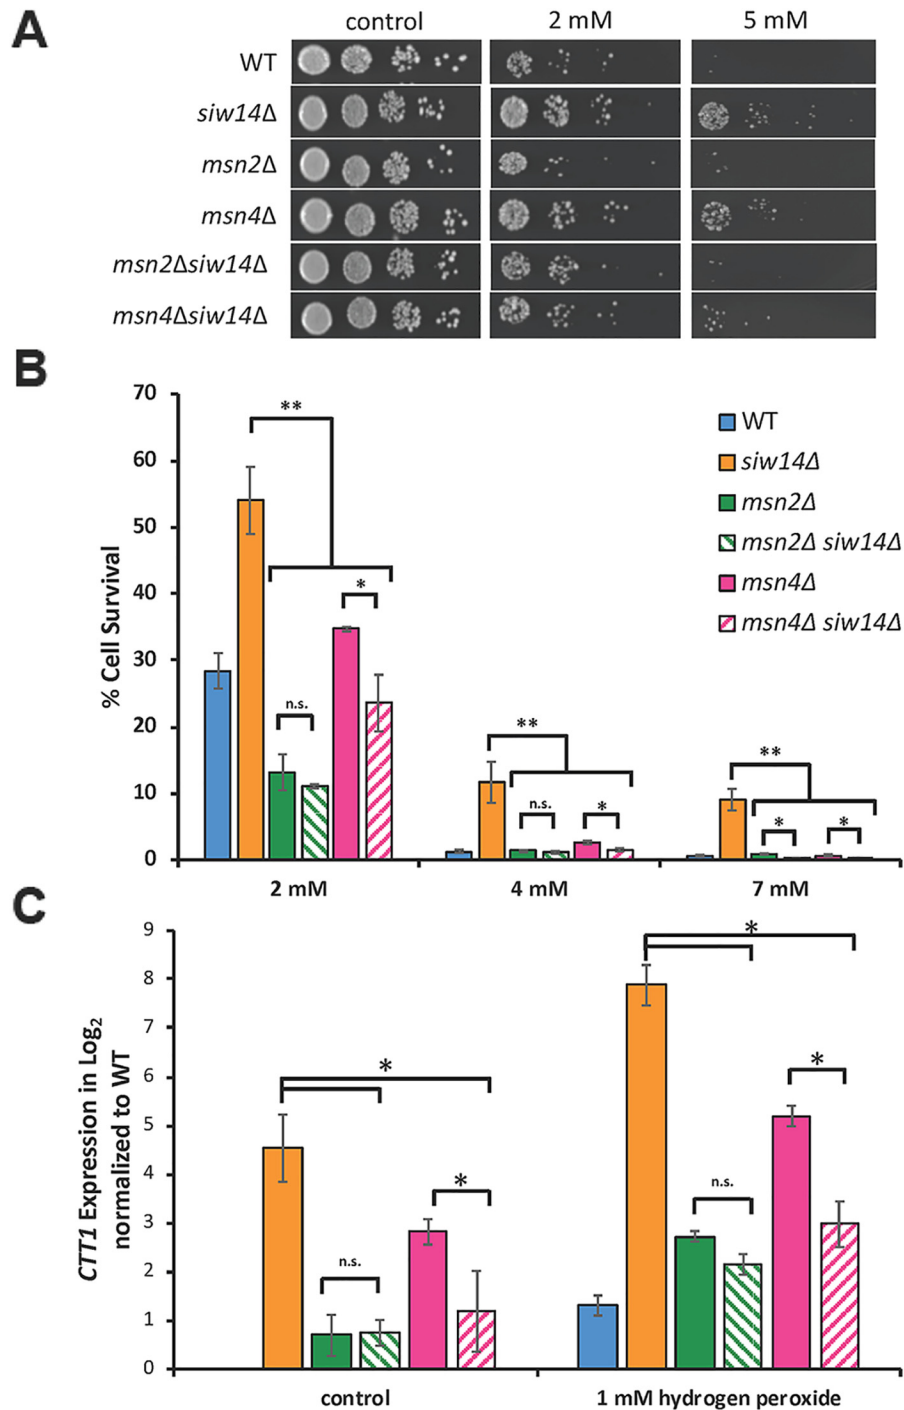 A
control 2 mM 5 mM
WT
siw14Δ
msn2Δ
msn4Δ
msn2Δsiw14Δ
msn4Δsiw14Δ
B
% Cell Survival
70
60
50
40
30
20
10
0
**
*
n.s.
**
n.s.
*
**
*
*
WT
siw14Δ
msn2Δ
msn2Δ siw14Δ
msn4Δ
msn4Δ siw14Δ
2 mM 4 mM 7 mM
C
CTT1 Expression in Log2
normalized to WT
9
8
7
6
5
4
3
2
1
0
*
n.s.
*
*
n.s.
*
control 1 mM hydrogen peroxide